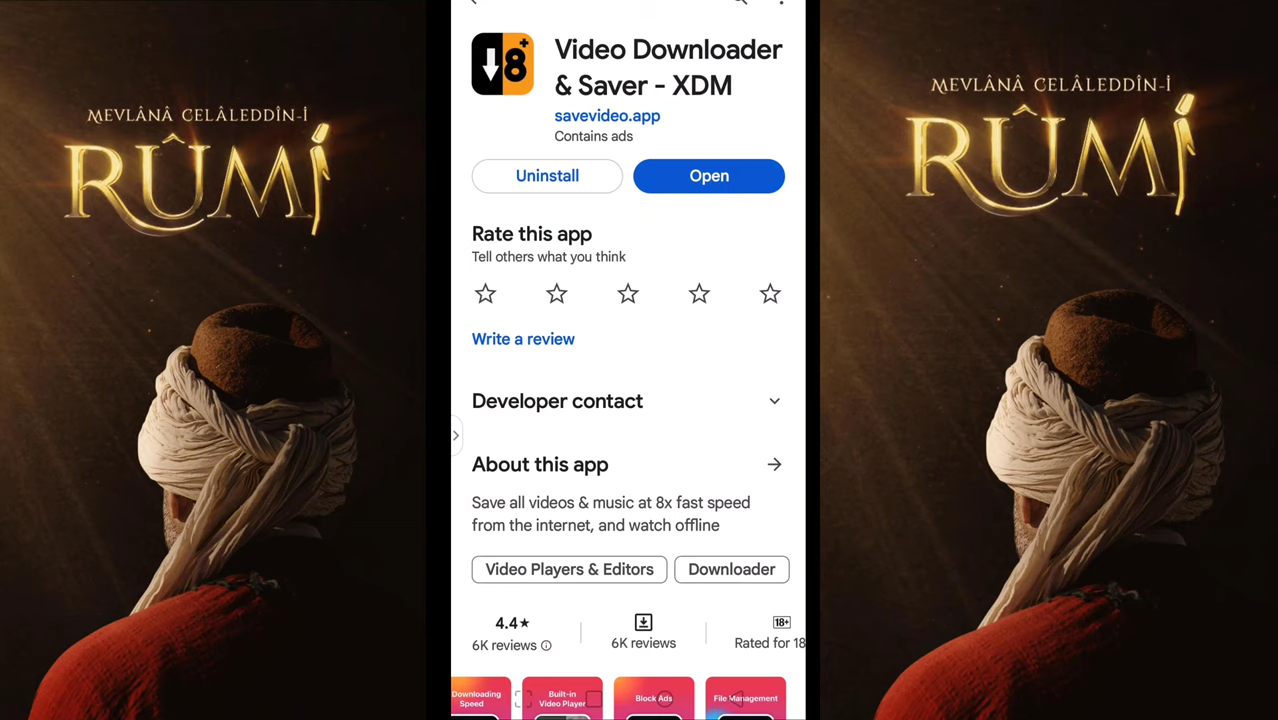 MEVLÂNÂ CELÂLEDDÎN-İ
RÛMÎ
8+
Video Downloader
& Saver - XDM
savevideo.app
Contains ads
Uninstall
Open
Rate this app
Tell others what you think
Write a review
Developer contact
About this app
Save all videos & music at 8x fast speed
from the internet, and watch offline
Video Players & Editors
Downloader
4.4★
6K reviews
6K reviews
18+
Rated for 18
Downloading
Speed
Built-in
Video Player
Block Ads
File Management
MEVLÂNÂ CELÂLEDDÎN-İ
RÛMÎ